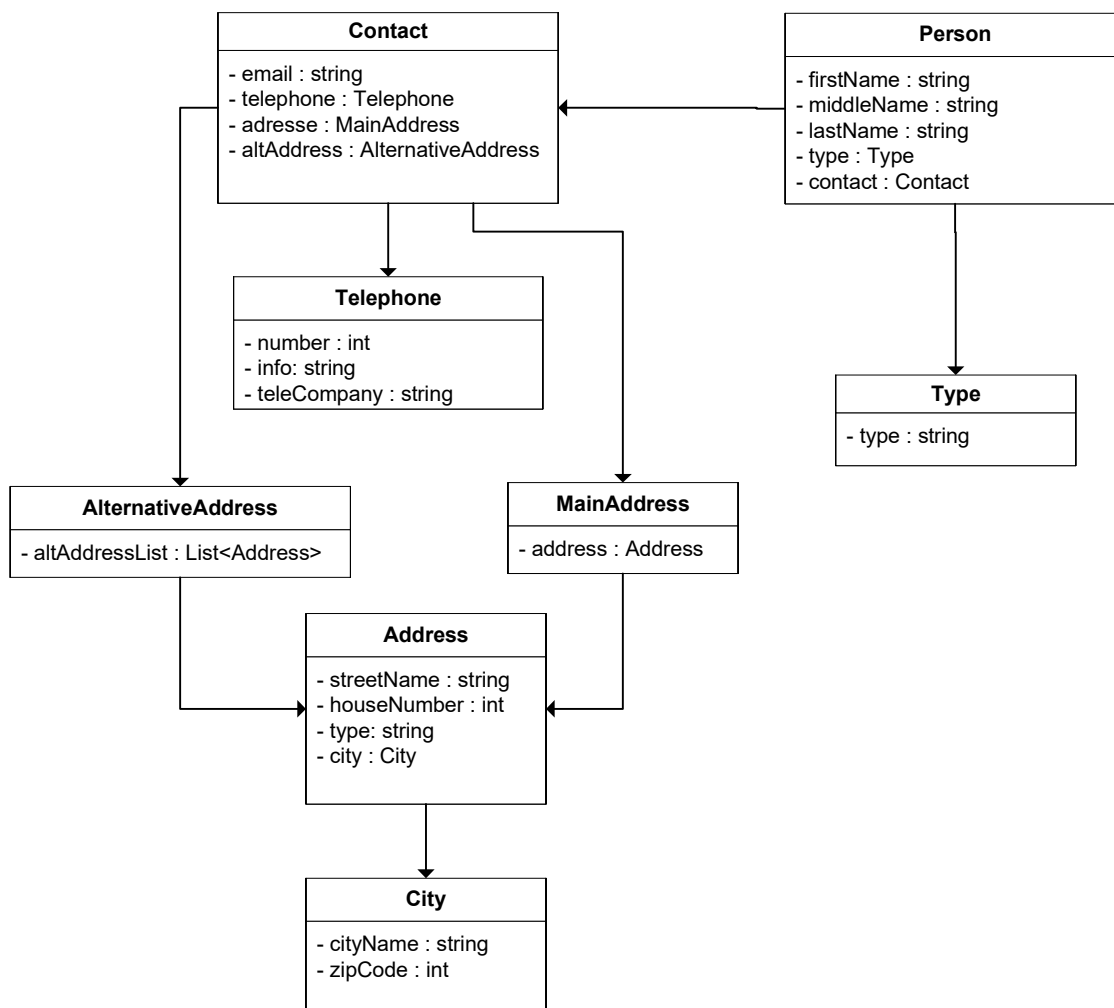 Contact
- email : string
- telephone : Telephone
- adresse : MainAddress
- altAddress : AlternativeAddress
Person
- firstName : string
- middleName : string
- lastName : string
- type : Type
- contact : Contact
Telephone
- number : int
- info: string
- teleCompany : string
Type
- type : string
AlternativeAddress
- altAddressList : List<Address>
MainAddress
- address : Address
Address
- streetName : string
- houseNumber : int
- type: string
- city : City
City
- cityName : string
- zipCode : int